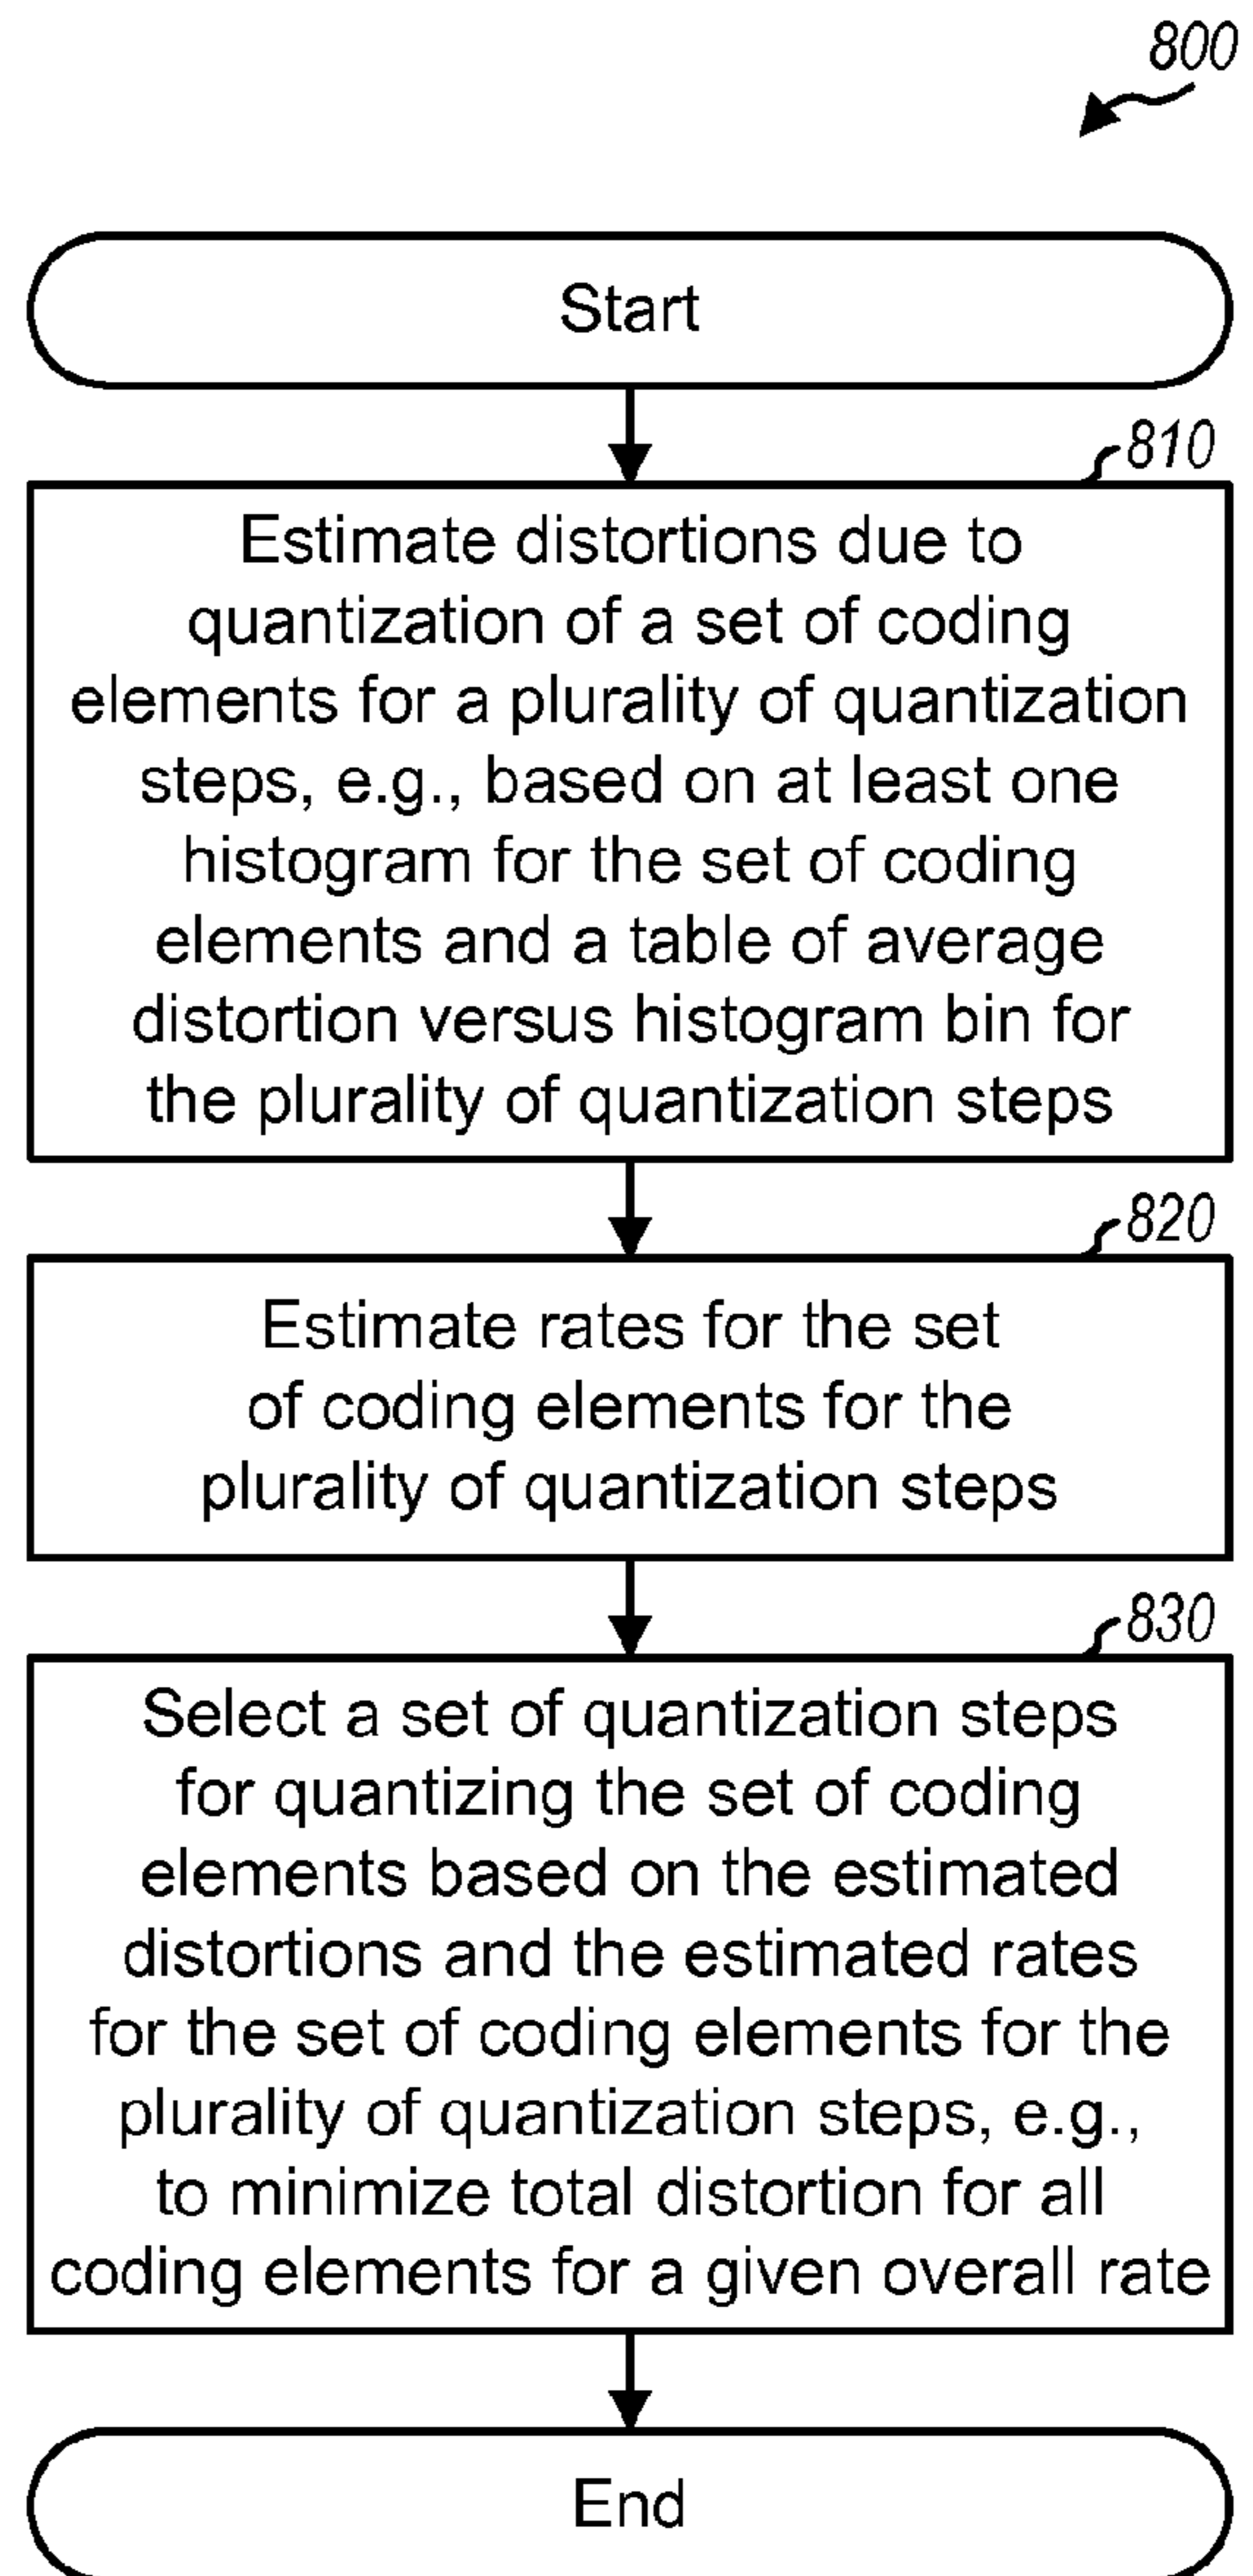 800
Start
810
Estimate distortions due to
quantization of a set of coding
elements for a plurality of quantization
steps, e.g., based on at least one
histogram for the set of coding
elements and a table of average
distortion versus histogram bin for
the plurality of quantization steps
820
Estimate rates for the set
of coding elements for the
plurality of quantization steps
830
Select a set of quantization steps
for quantizing the set of coding
elements based on the estimated
distortions and the estimated rates
for the set of coding elements for the
plurality of quantization steps, e.g.,
to minimize total distortion for all
coding elements for a given overall rate
End